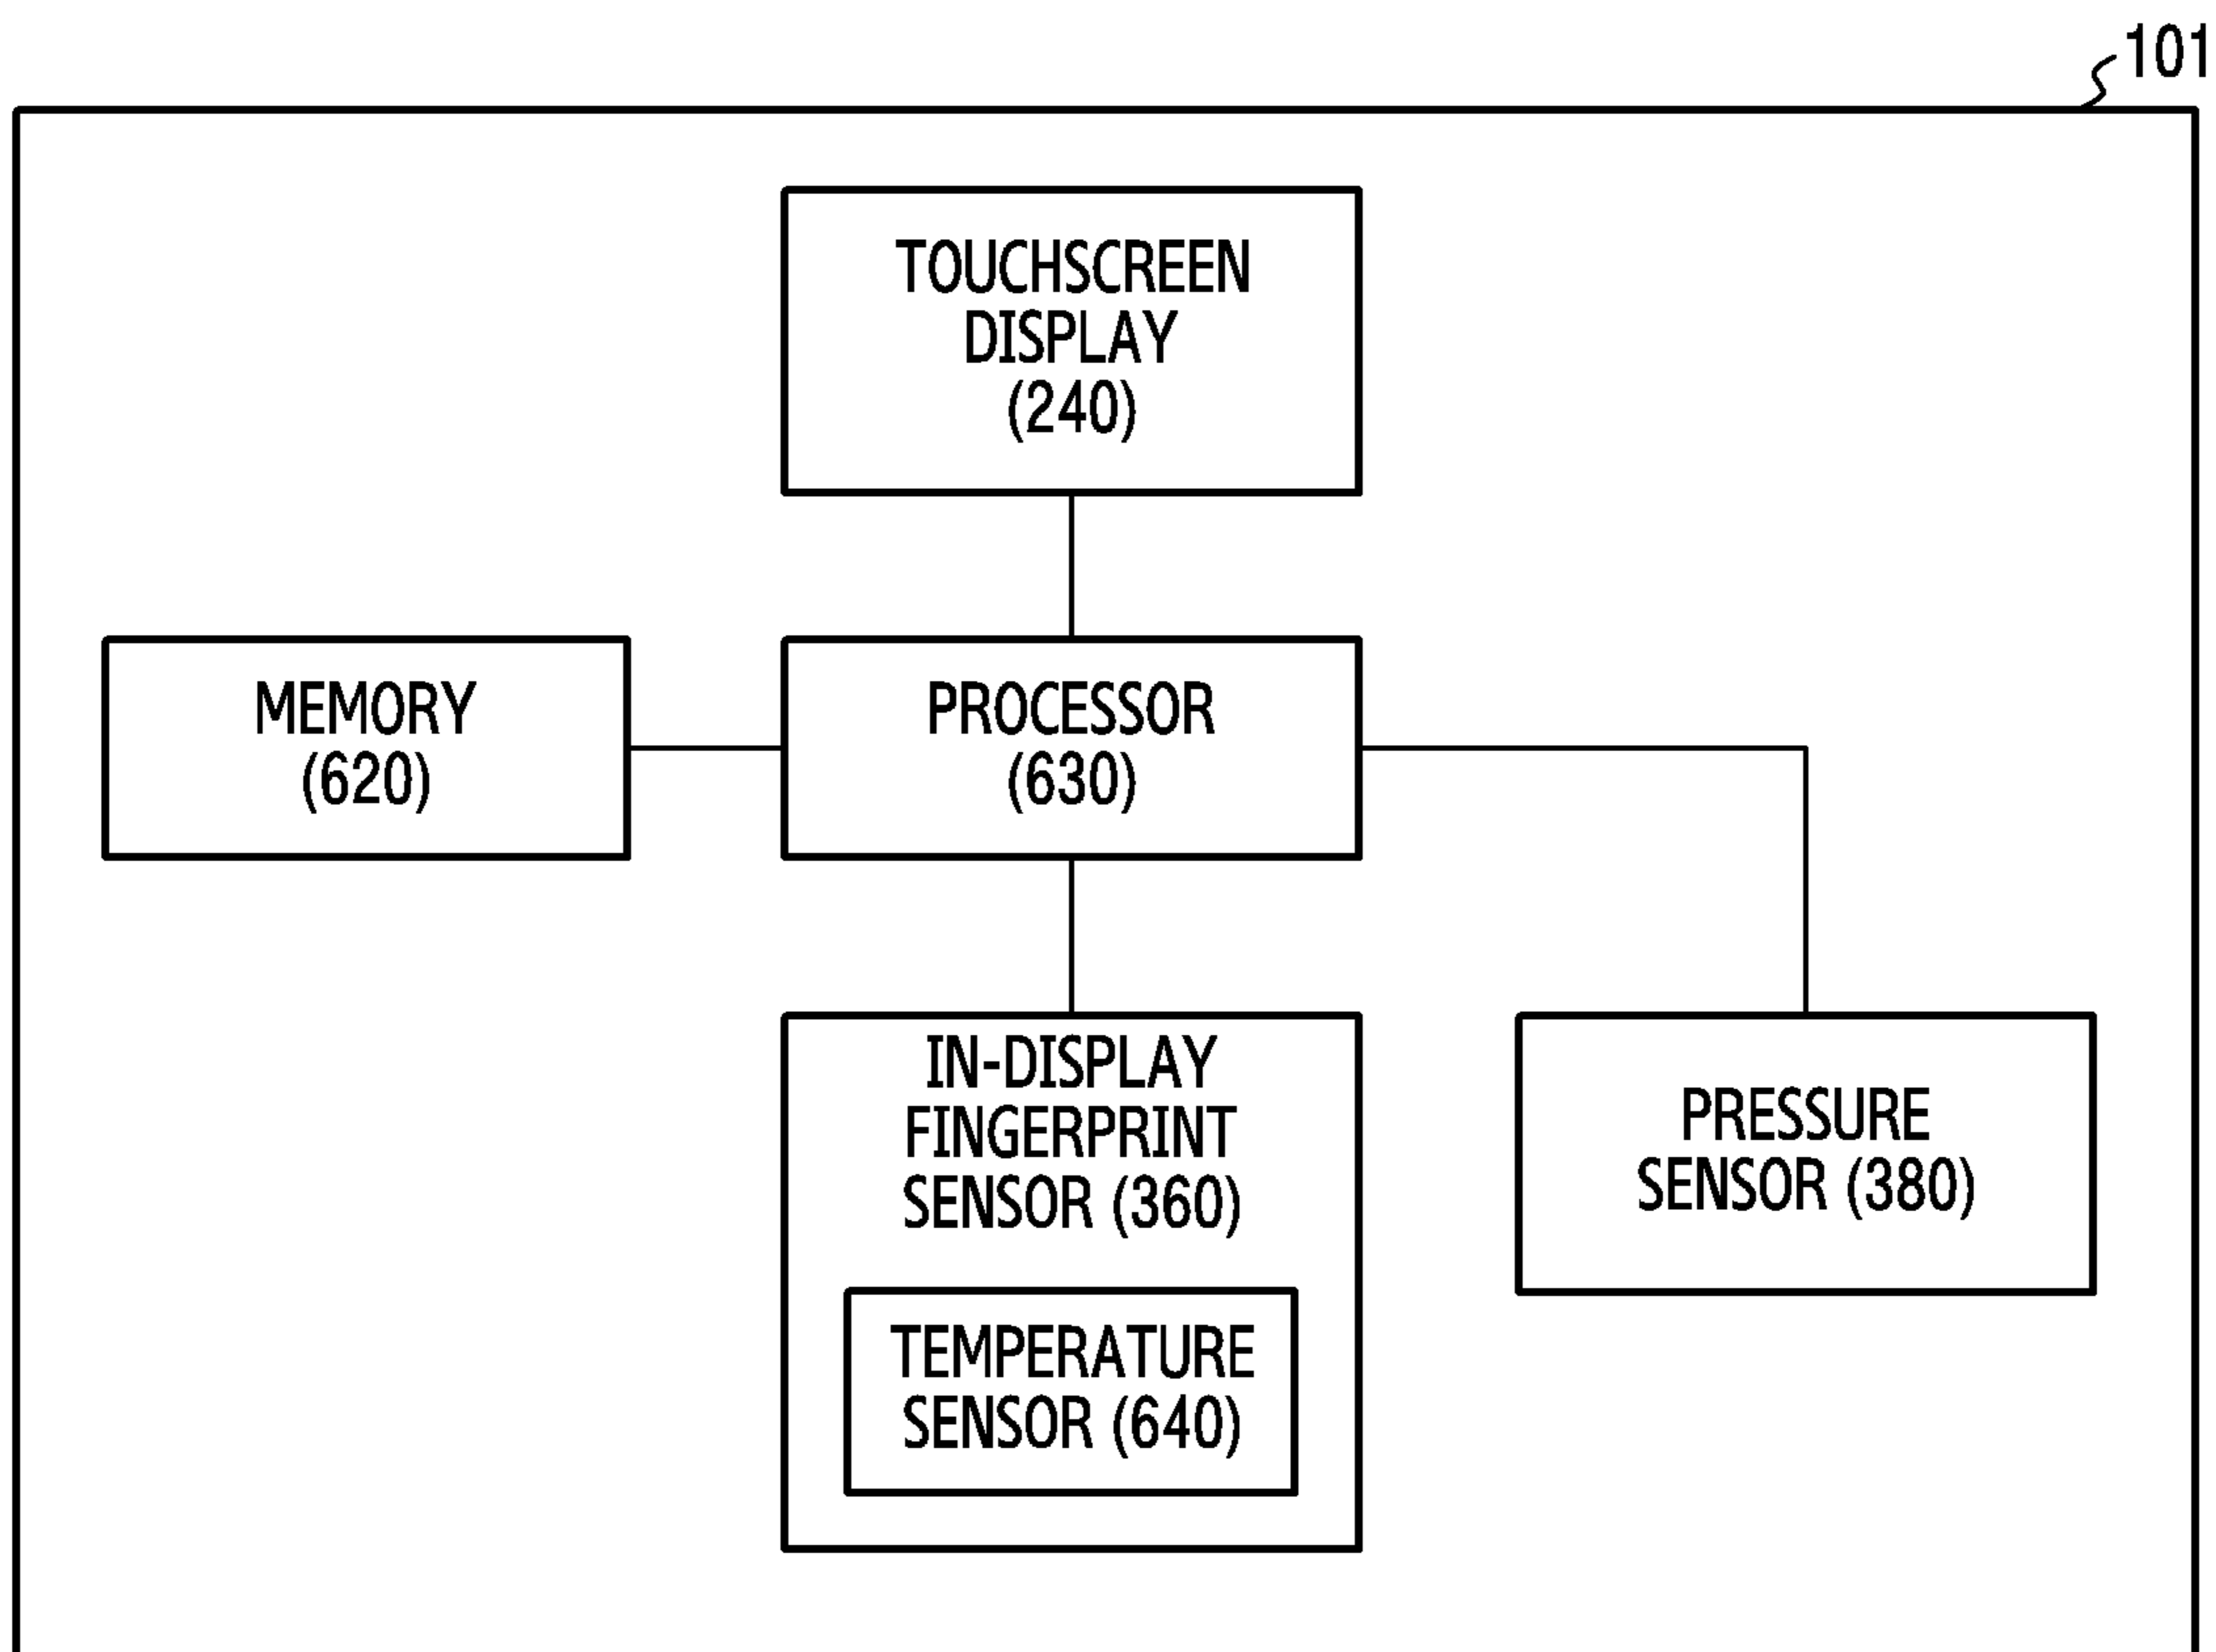 101
TOUCHSCREEN
DISPLAY
(240)
MEMORY
(620)
PROCESSOR
(630)
IN-DISPLAY
FINGERPRINT
SENSOR (360)
TEMPERATURE
SENSOR (640)
PRESSURE
SENSOR (380)